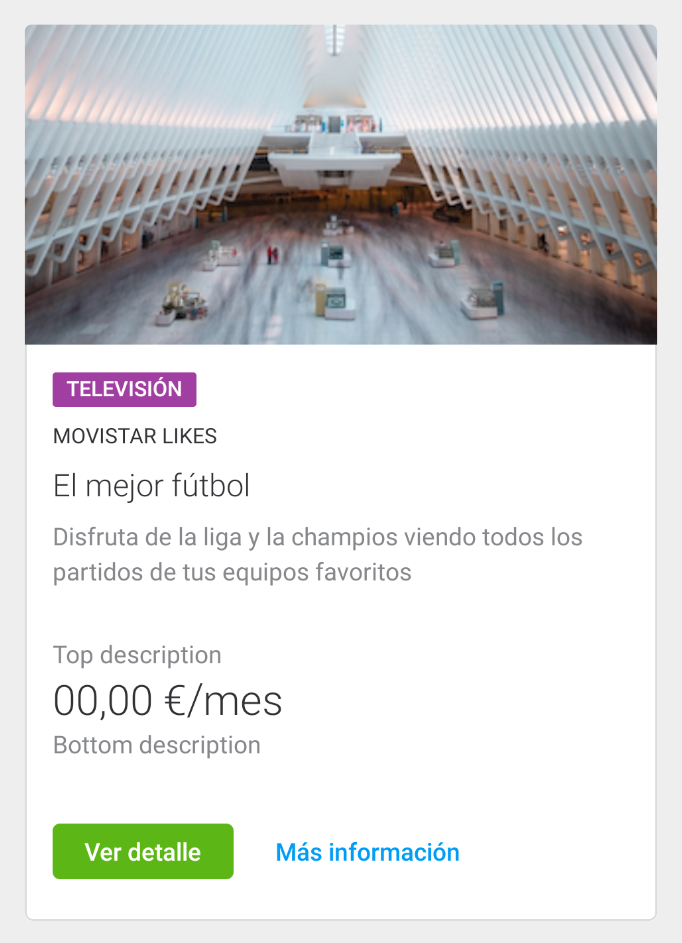 TELEVISIÓN
MOVISTAR LIKES
El mejor fútbol
Disfruta de la liga y la champios viendo todos los
partidos de tus equipos favoritos
Top description
00,00 €/mes
Bottom description
Ver detalle
Más información